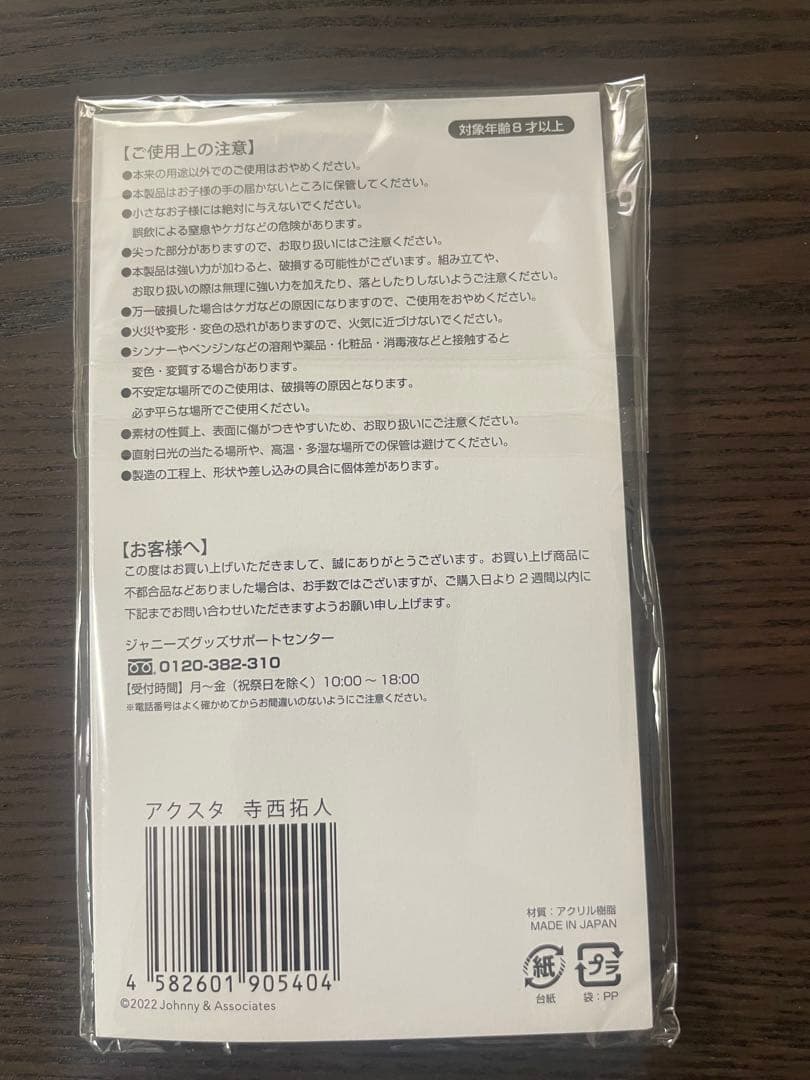 対象年齢8才以上
【ご使用上の注意】
●本来の用途以外でのご使用はおやめください。
●本製品はお子様の手の届かないところに保管してください。
●小さなお子様には絶対に与えないでください。
誤飲による窒息やケガなどの危険があります。
●尖った部分がありますので、お取り扱いにはご注意ください。
●本製品は強い力が加わると、破損する可能性がございます。組み立てや、
お取り扱いの際は無理に強い力を加えたり、落としたりしないようご注意ください。
●万一破損した場合はケガなどの原因になりますので、ご使用をおやめください。
●火災や変形・変色の恐れがありますので、火気に近づけないでください。
●シンナーやベンジンなどの溶剤や薬品・化粧品・消毒液などと接触すると
変色・変質する場合があります。
●不安定な場所でのご使用は、破損等の原因となります。
必ず平らな場所でご使用ください。
●素材の性質上、表面に傷がつきやすいため、お取り扱いにご注意ください。
●直射日光の当たる場所や、高温・多湿な場所での保管は避けてください。
●製造の工程上、形状や差し込みの具合に個体差があります。
【お客様へ】
この度はお買い上げいただきまして、誠にありがとうございます。お買い上げ商品に
不都合品などありました場合は、お手数ではございますが、ご購入日より2週間以内に
下記までお問い合わせいただきますようお願い申し上げます。
ジャニーズグッズサポートセンター
0120-382-310
【受付時間】月～金（祝祭日を除く）10:00～18:00
※電話番号はよく確かめてからお間違いのないようにご注意ください。
アクスタ 寺西拓人
4 582601 905404
©2022 Johnny & Associates
材質：アクリル樹脂
MADE IN JAPAN
紙 プラ
台紙 袋：PP